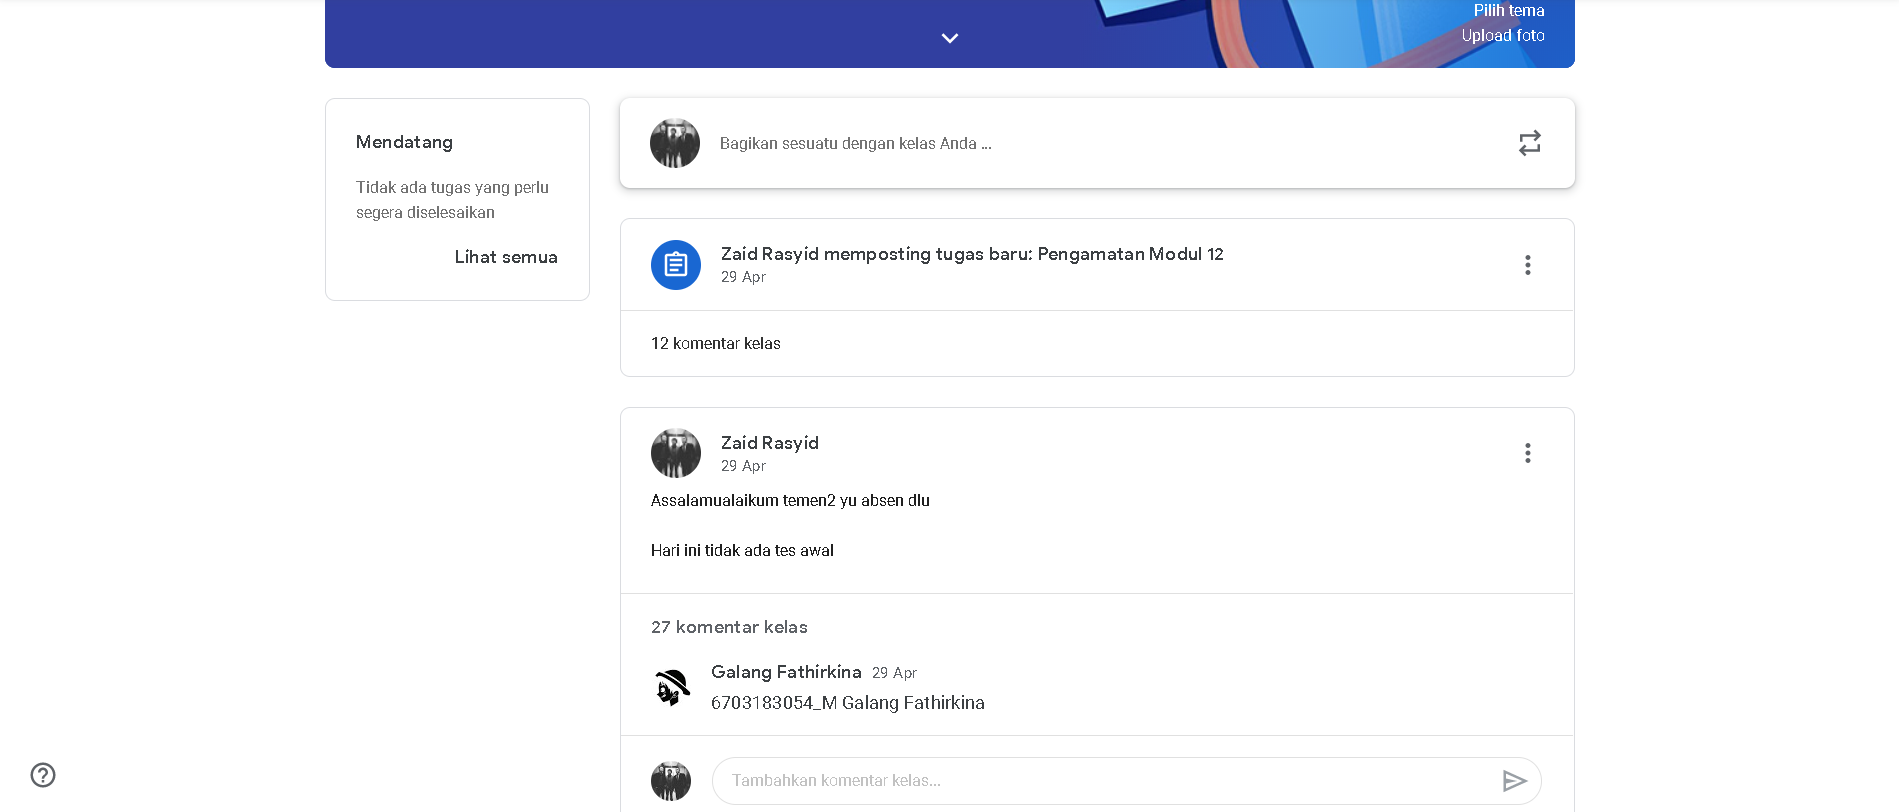 Pilih tema
Upload foto
Mendatang
Tidak ada tugas yang perlu
segera diselesaikan
Lihat semua
Bagikan sesuatu dengan kelas Anda ...
Zaid Rasyid memposting tugas baru: Pengamatan Modul 12
29 Apr
12 komentar kelas
Zaid Rasyid
29 Apr
Assalamualaikum temen2 yu absen dlu
Hari ini tidak ada tes awal
27 komentar kelas
Galang Fathirkina 29 Apr
6703183054_M Galang Fathirkina
Tambahkan komentar kelas...